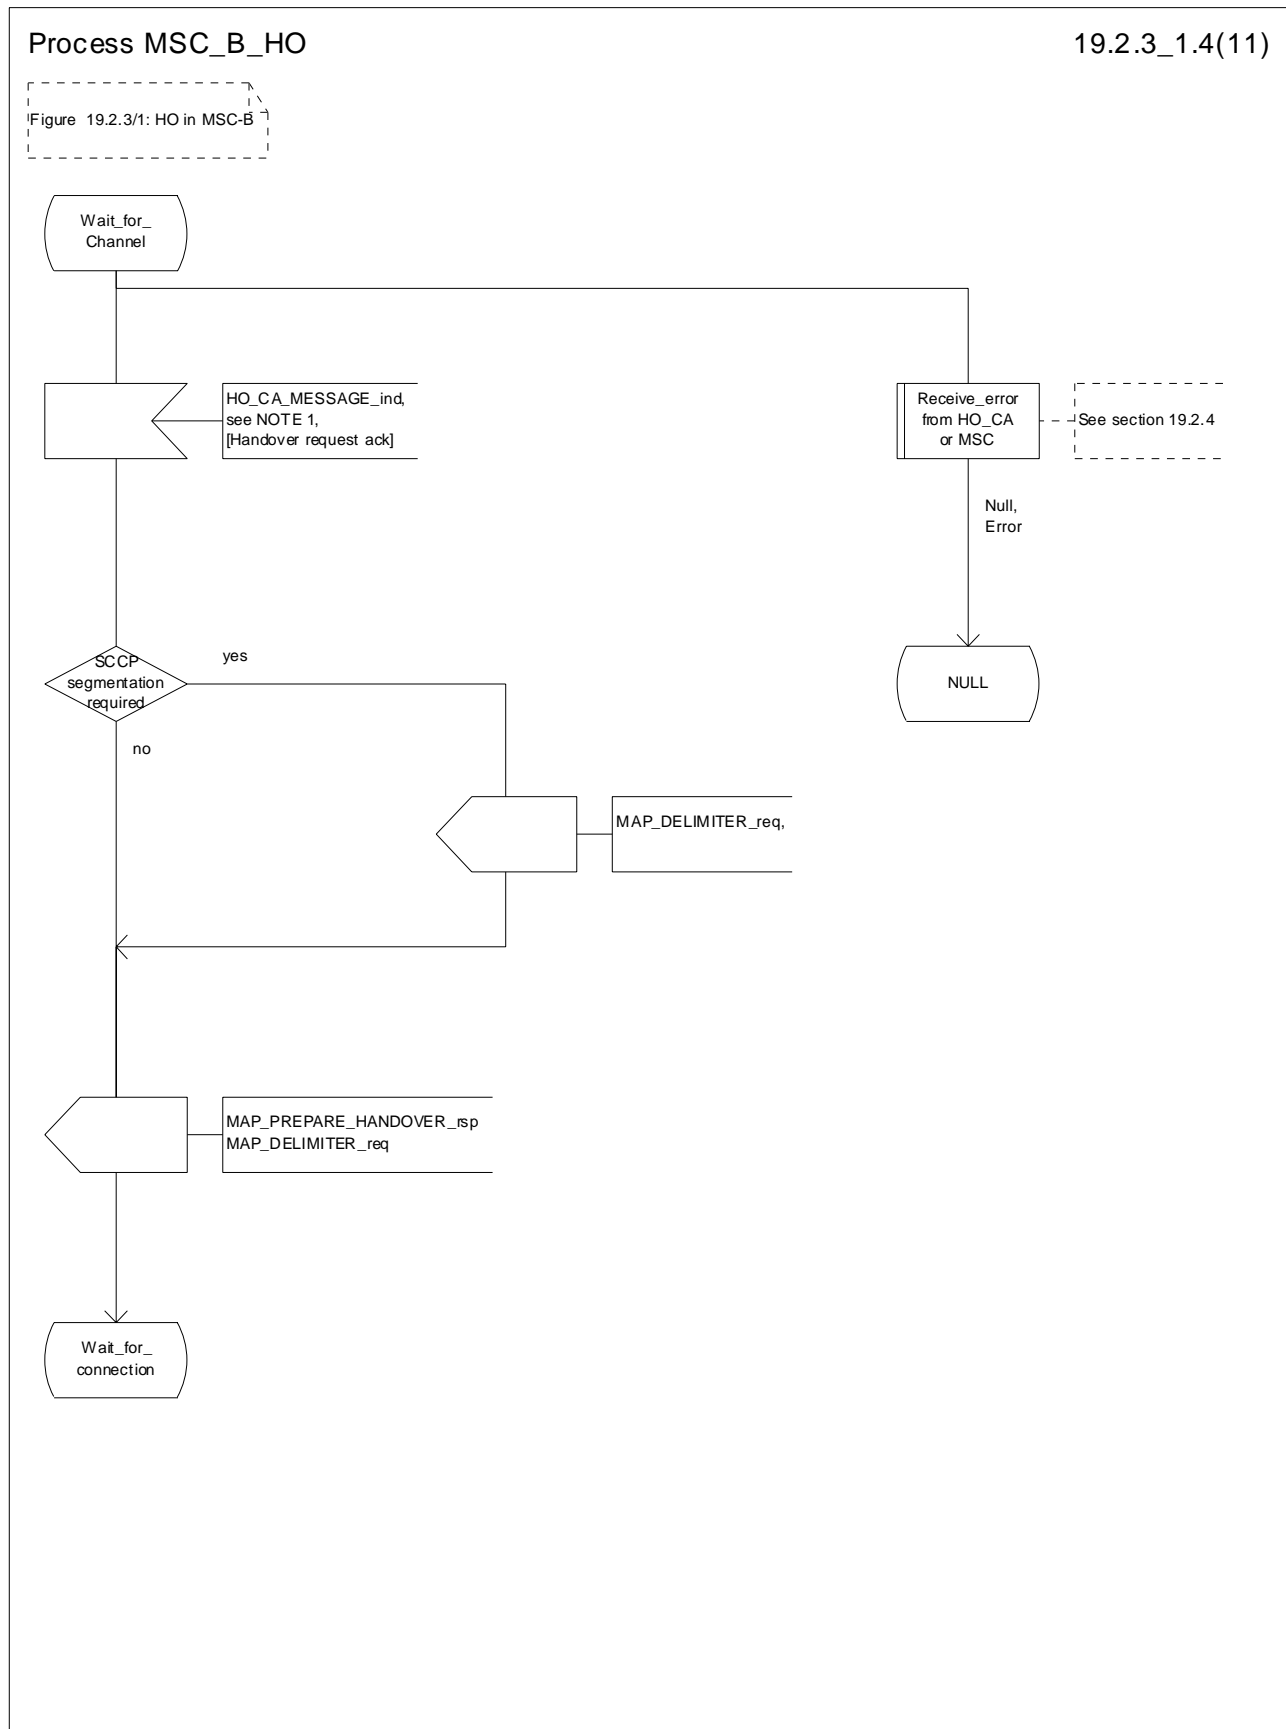 Process MSC_B_HO
19.2.3_1.4(11)
Figure 19.2.3/1: HO in MSC-B
Wait_for_
Channel
HO_CA_MESSAGE_ind,
see NOTE 1,
[Handover request ack]
Receive_error
from HO_CA
or MSC
See section 19.2.4
Null,
Error
SCCP
segmentation
required
yes
NULL
no
MAP_DELIMITER_req,
MAP_PREPARE_HANDOVER_rsp
MAP_DELIMITER_req
Wait_for_
connection